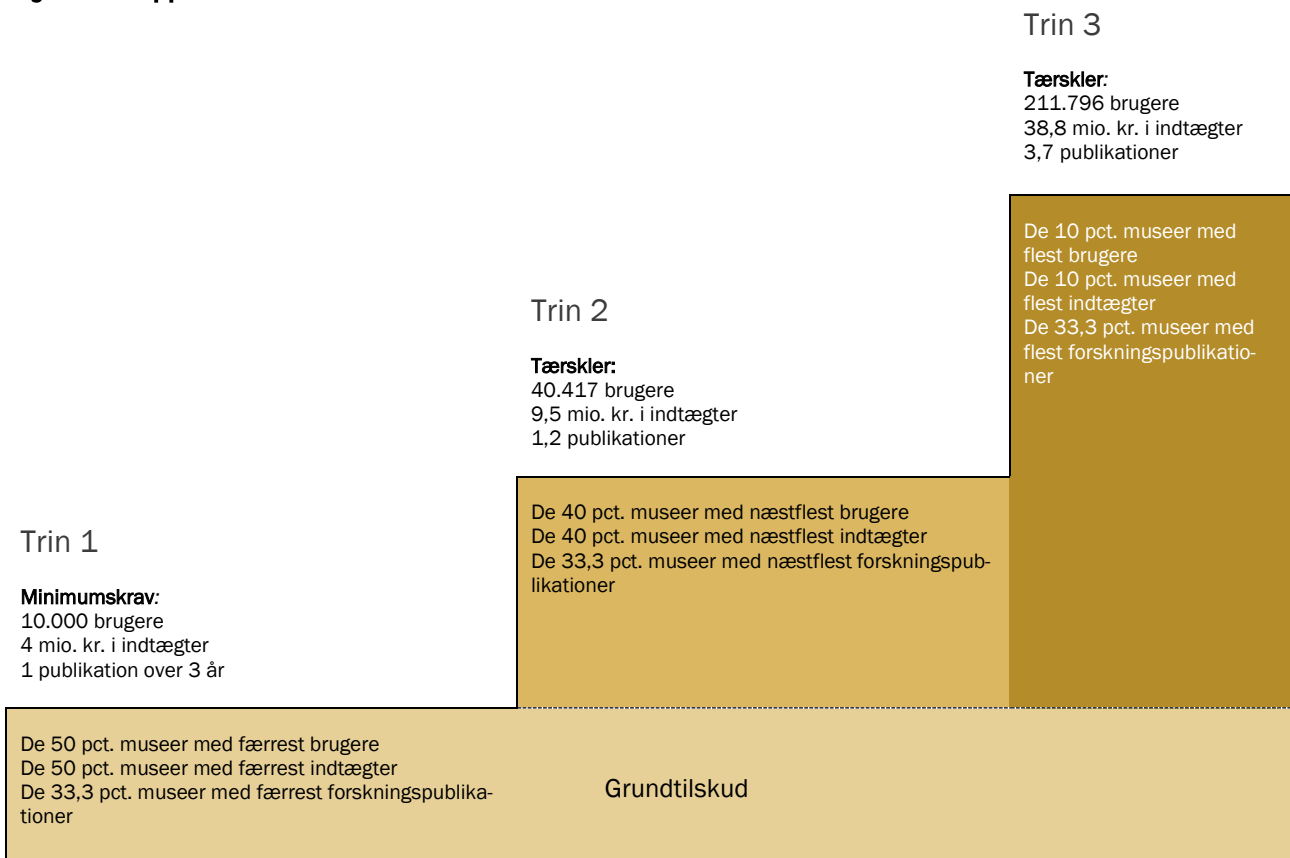 Trin 3
Tærskler:
211.796 brugere
38,8 mio. kr. i indtægter
3,7 publikationer
De 10 pct. museer med
flest brugere
De 10 pct. museer med
flest indtægter
De 33,3 pct. museer med
flest forskningspublikatio-
ner
Trin 2
Tærskler:
40.417 brugere
9,5 mio. kr. i indtægter
1,2 publikationer
De 40 pct. museer med næstflest brugere
De 40 pct. museer med næstflest indtægter
De 33,3 pct. museer med næstflest forskningspub-
likationer
Trin 1
Minimumskrav:
10.000 brugere
4 mio. kr. i indtægter
1 publikation over 3 år
De 50 pct. museer med færrest brugere
De 50 pct. museer med færrest indtægter
De 33,3 pct. museer med færrest forskningspublika-
tioner
Grundtilskud